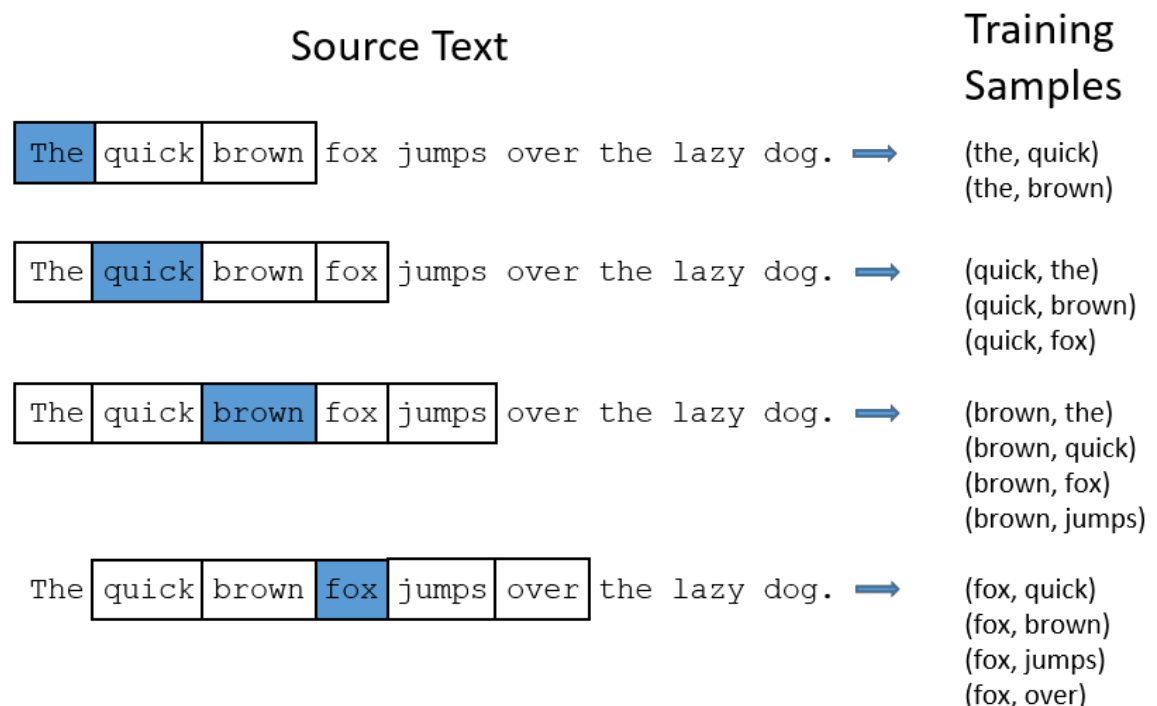 Source Text
Training
Samples
The quick brown fox jumps over the lazy dog.
(the, quick)
(the, brown)
The quick brown fox jumps over the lazy dog.
(quick, the)
(quick, brown)
(quick, fox)
The quick brown fox jumps over the lazy dog.
(brown, the)
(brown, quick)
(brown, fox)
(brown, jumps)
The quick brown fox jumps over the lazy dog.
(fox, quick)
(fox, brown)
(fox, jumps)
(fox, over)